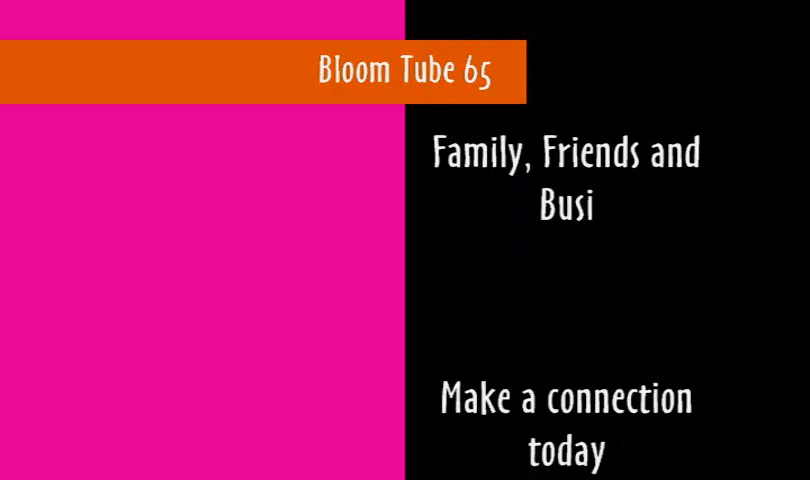 Bloom Tube 65
Family, Friends and
Busi
Make a connection
today